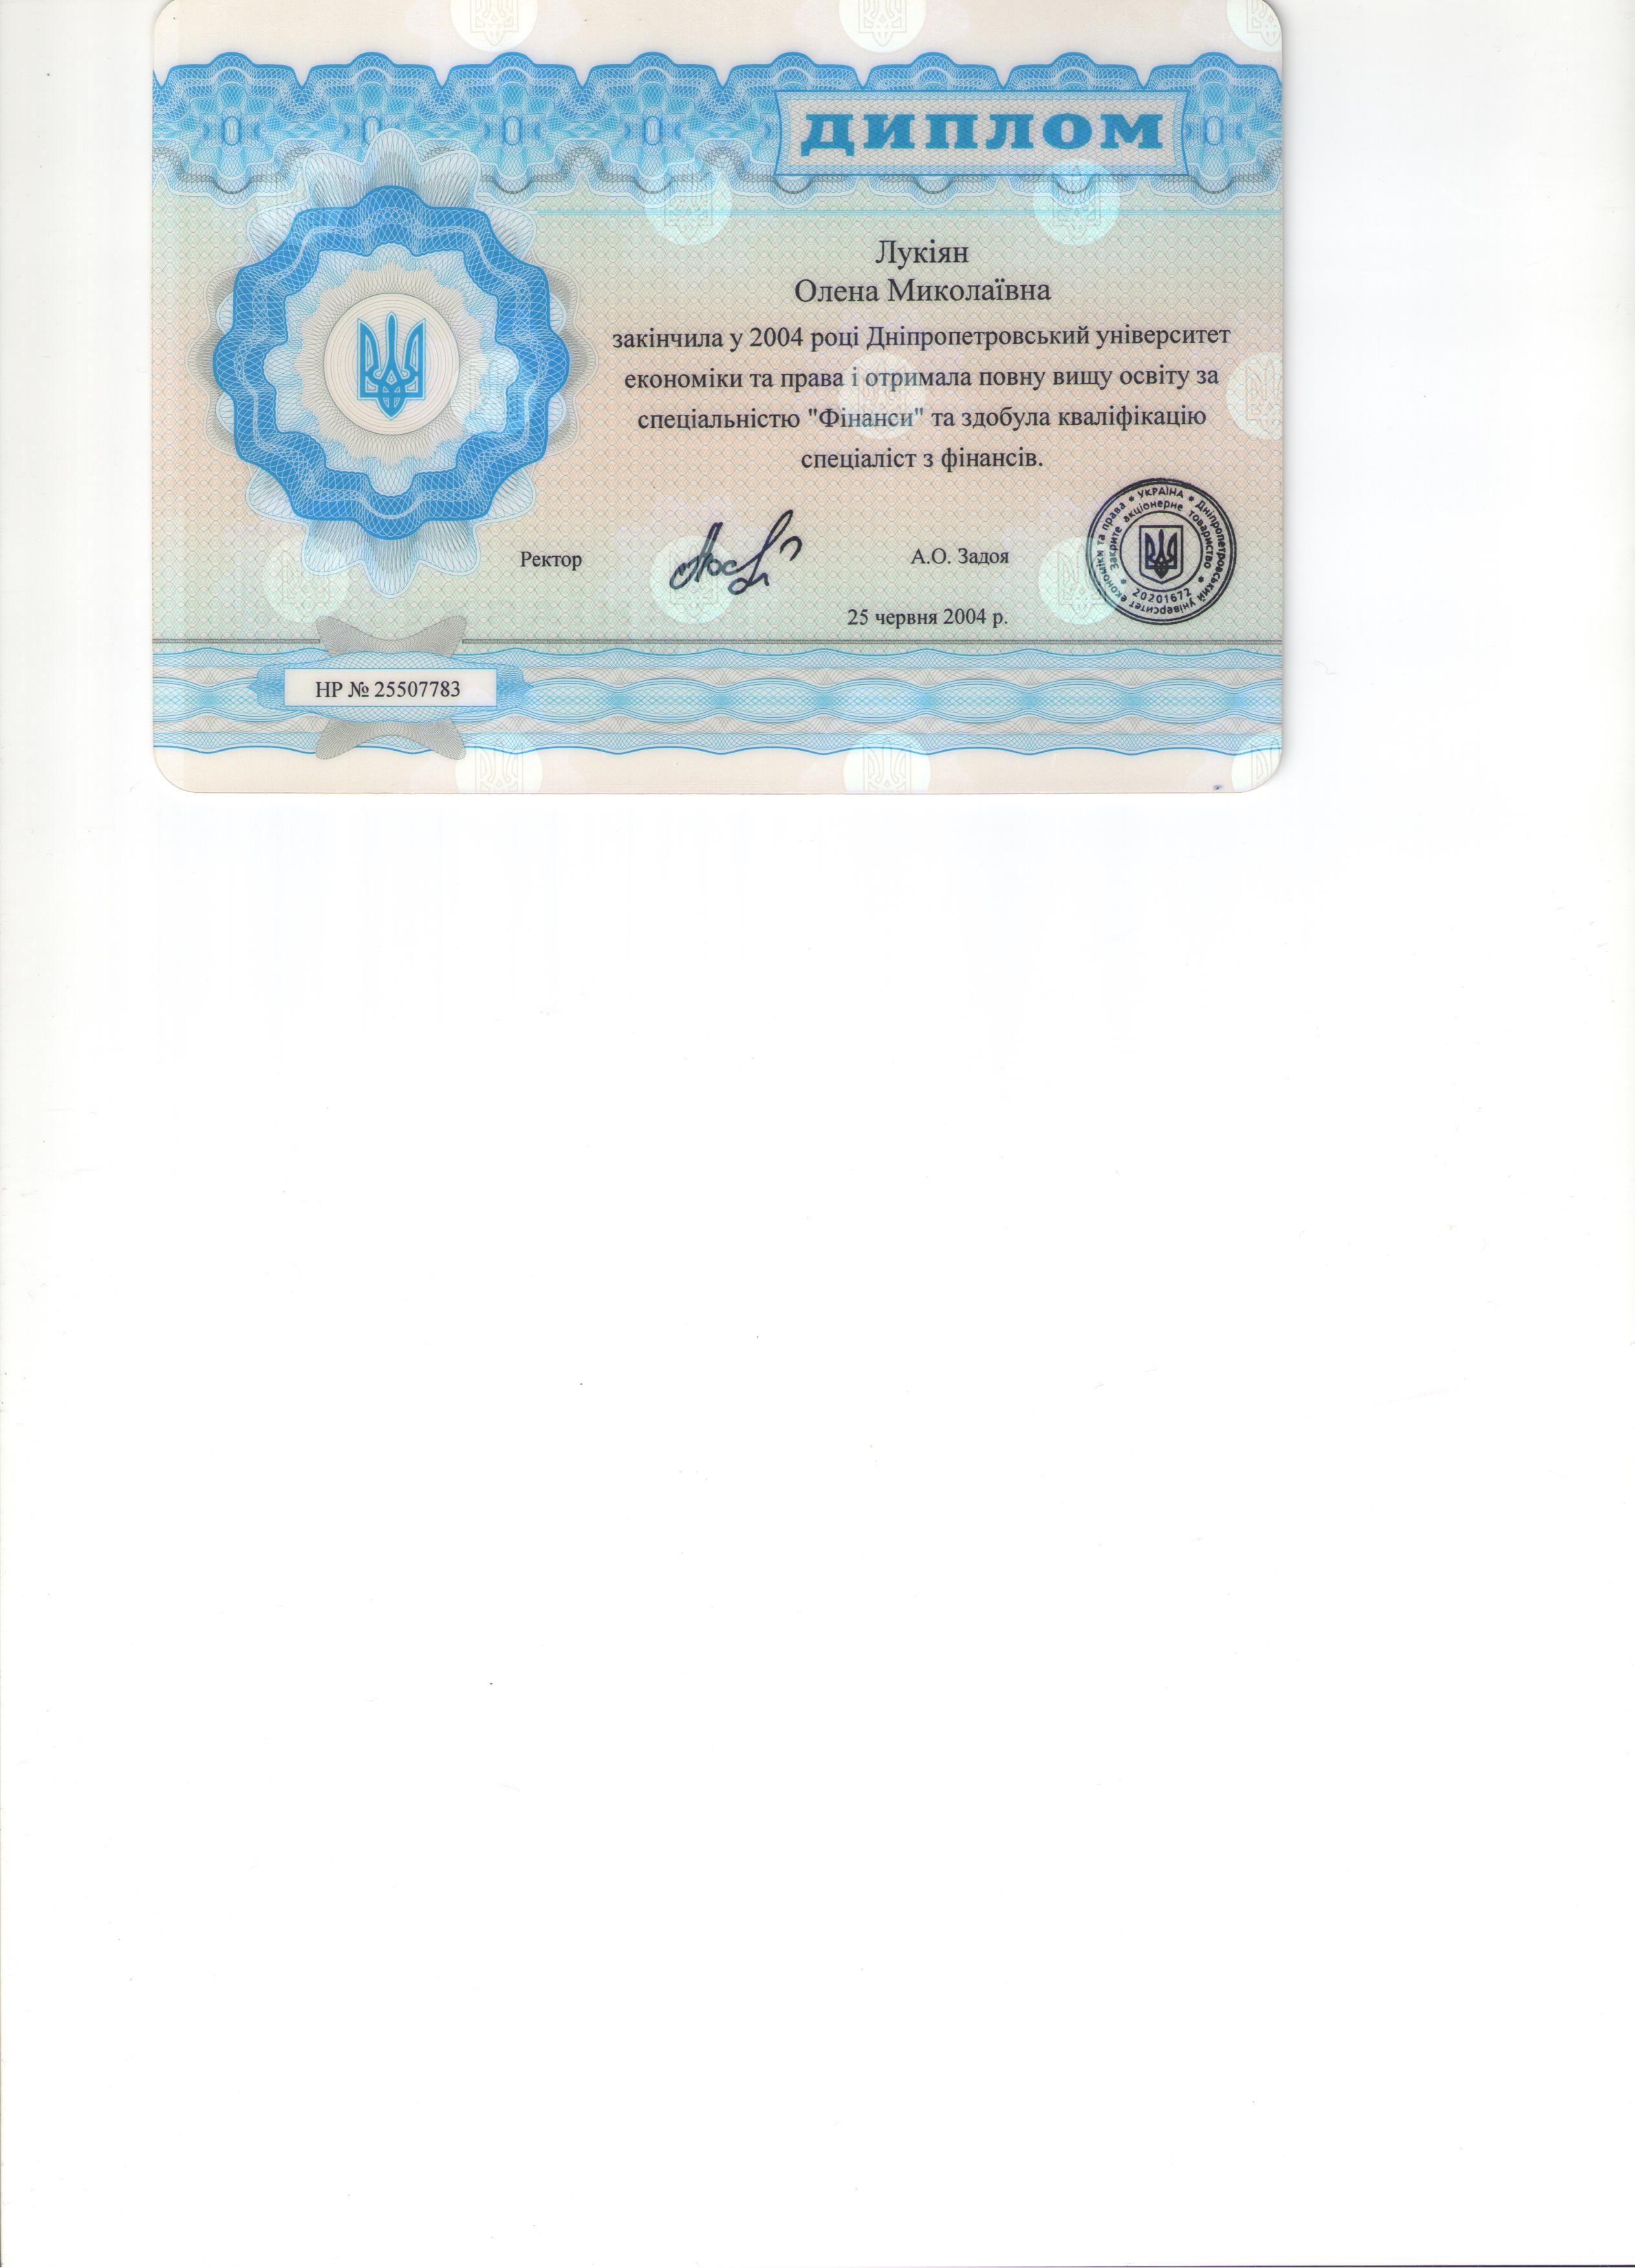 ДИПЛОМ
Лукіян
Олена Миколаївна
закінчила у 2004 році Дніпропетровський університет
економіки та права і отримала повну вищу освіту за
спеціальністю "Фінанси" та здобула кваліфікацію
спеціаліст з фінансів.
Ректор
А.О. Задоя
25 червня 2004 р.
УКРАЇНА * Дніпропетровський університет економіки та права *
Закрите акціонерне товариство * 20201672 *
НР № 25507783